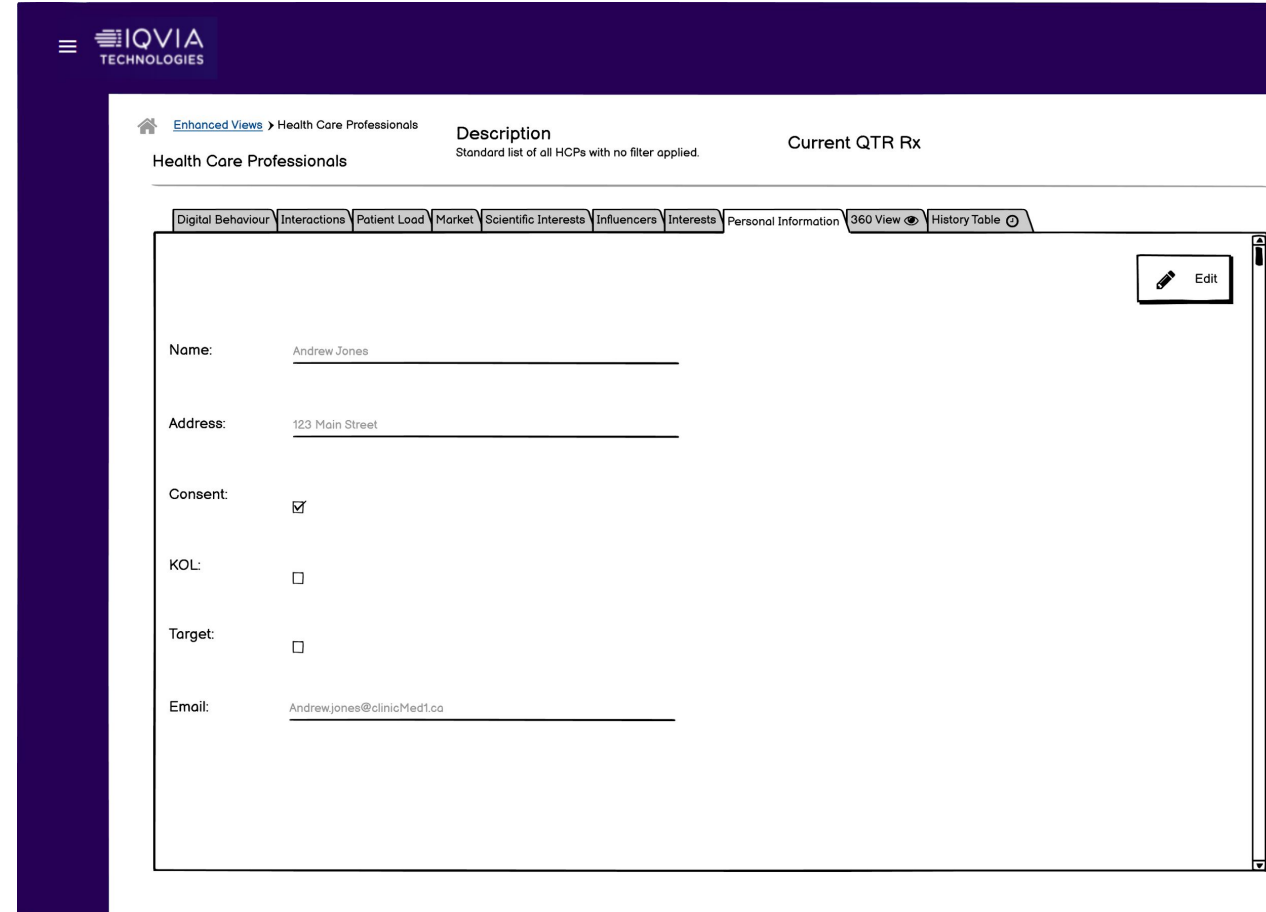 IQVIA
TECHNOLOGIES
Enhanced Views > Health Care Professionals
Health Care Professionals
Description
Standard list of all HCPs with no filter applied.
Current QTR Rx
Digital Behaviour Interactions Patient Load Market Scientific Interests Influencers Interests Personal Information 360 View History Table
Edit
Name: Andrew Jones
Address: 123 Main Street
Consent:
KOL:
Target:
Email: Andrew.jones@clinicMed1.ca